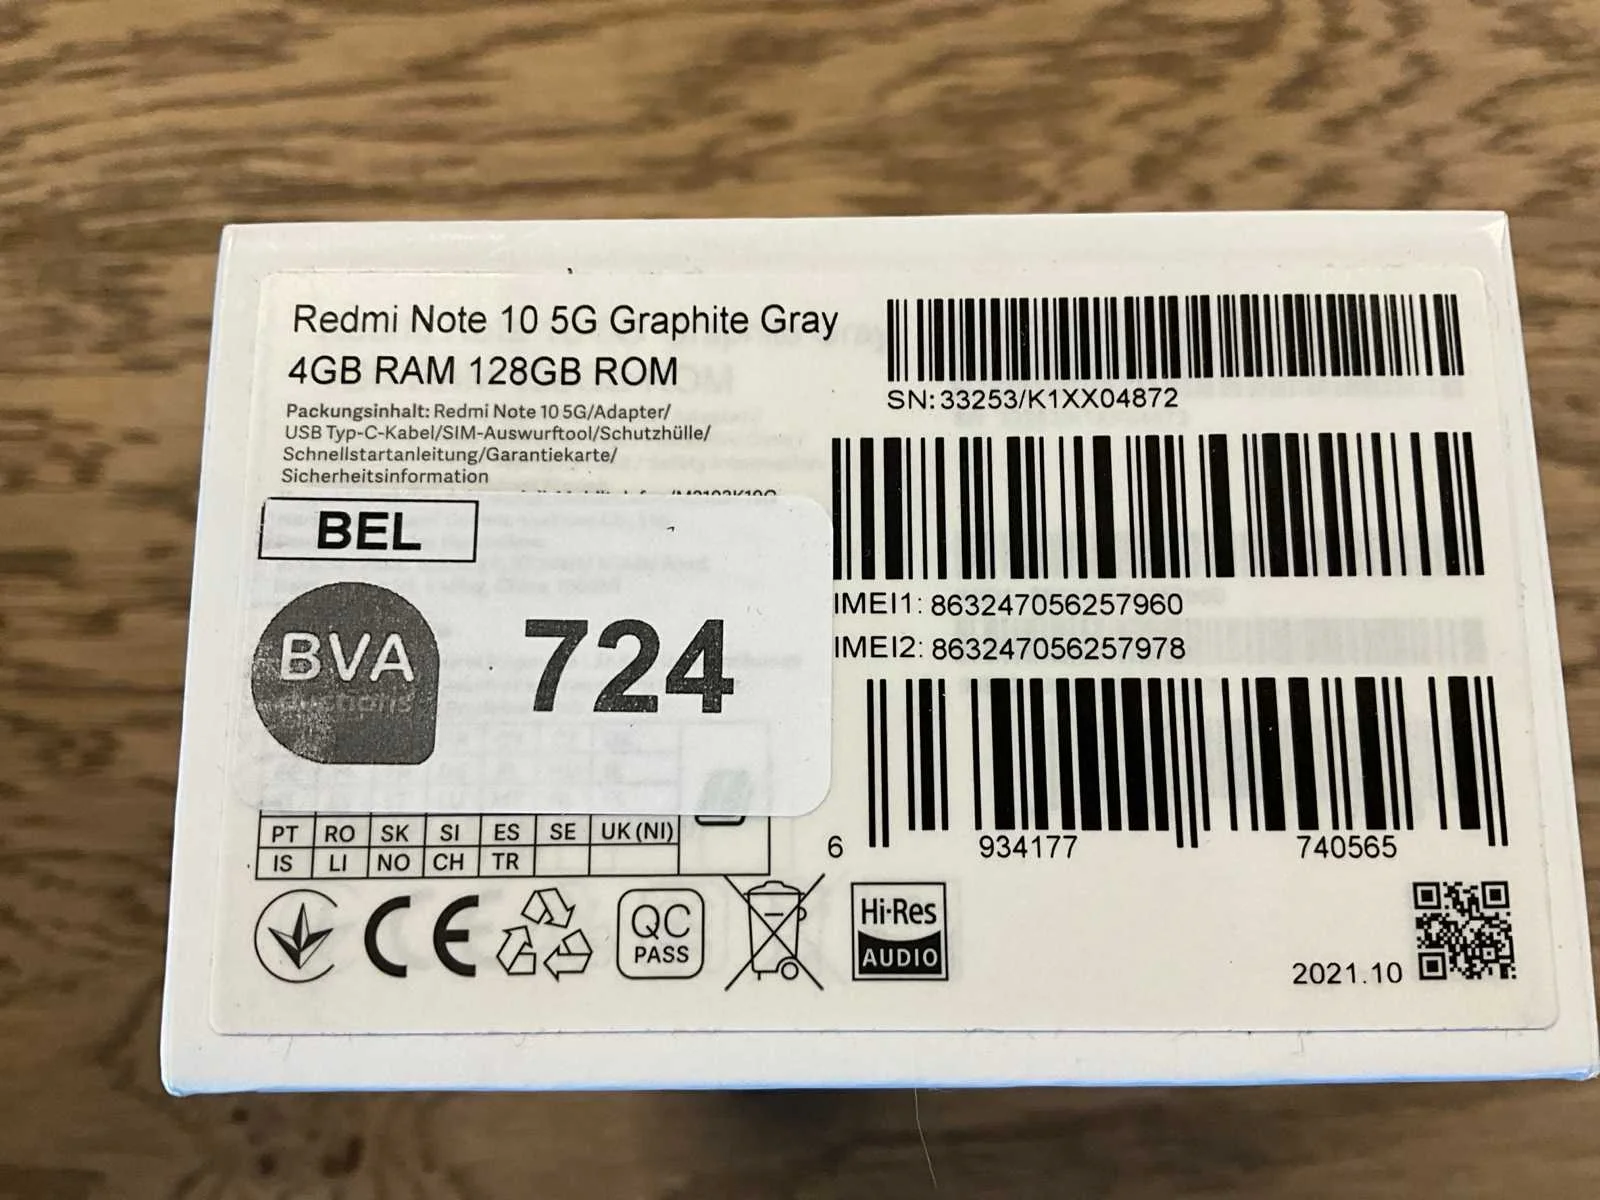 Redmi Note 10 5G Graphite Gray
4GB RAM 128GB ROM
Packungsinhalt: Redmi Note 10 5G/Adapter/
USB Typ-C-Kabel/SIM-Auswurftool/Schutzhülle/
Schnellstartanleitung/Garantiekarte/
Sicherheitsinformation
BEL
BVA
auctions
724
PT RO SK SI ES SE UK (NI)
IS LI NO CH TR
CE
QC
PASS
Hi-Res
AUDIO
SN: 33253/K1XX04872
IMEI1: 863247056257960
IMEI2: 863247056257978
6 934177 740565
2021.10